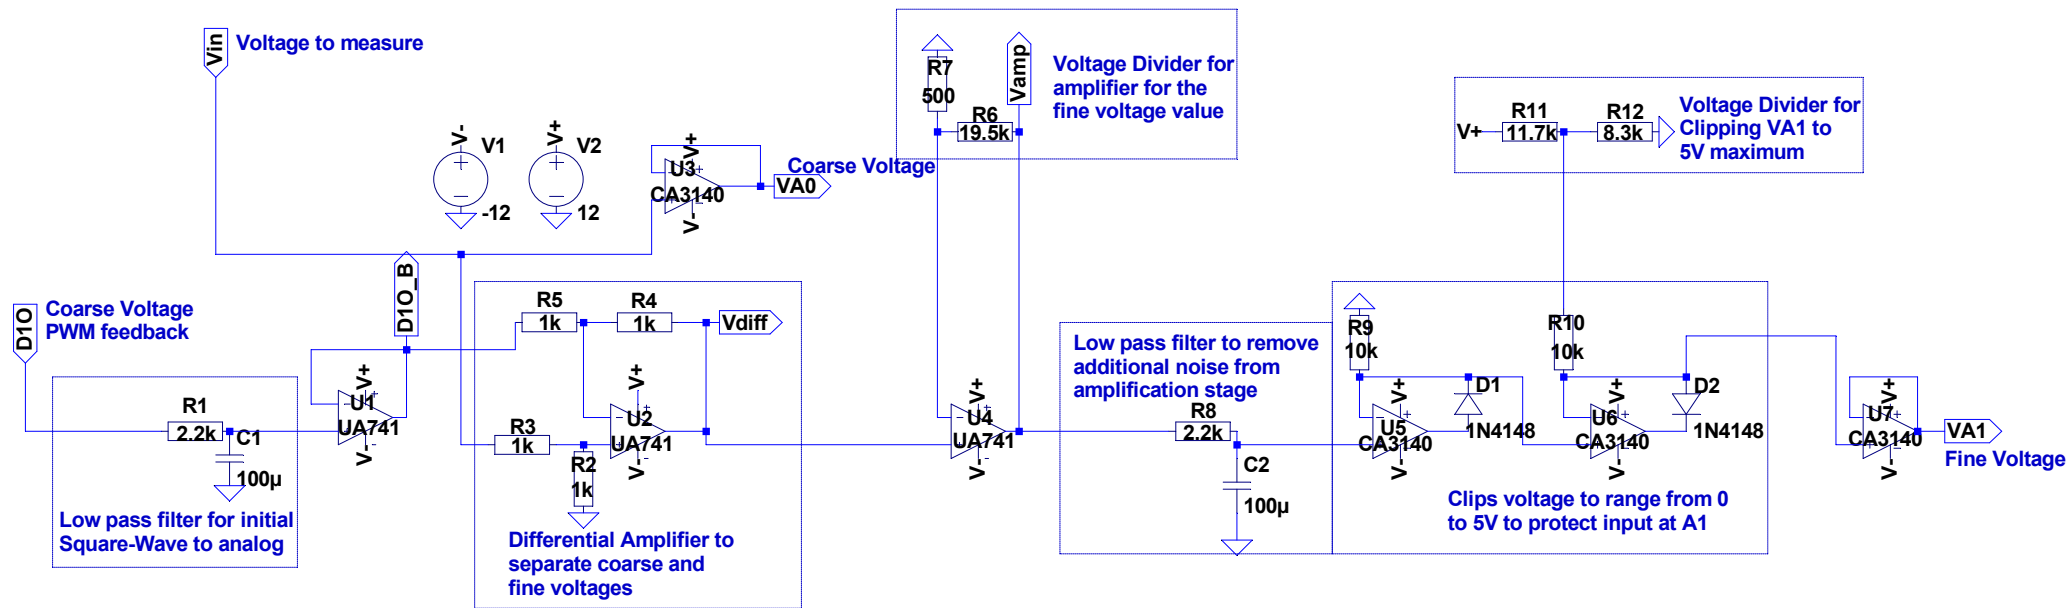 Vin
Voltage to measure
V-
V1
-12
V+
V2
12
V+
U3
CA3140
V-
Coarse Voltage
VA0
R7
500
R6
19.5k
Vamp
Voltage Divider for
amplifier for the
fine voltage value
V+
R11
11.7k
R12
8.3k
Voltage Divider for
Clipping VA1 to
5V maximum
D1O
Coarse Voltage
PWM feedback
D1O_B
R1
2.2k
C1
100µ
Low pass filter for initial
Square-Wave to analog
V+
U1
UA741
V-
R5
1k
R4
1k
Vdiff
R3
1k
R2
1k
V+
U2
UA741
V-
Differential Amplifier to
separate coarse and
fine voltages
V+
U4
UA741
V-
Low pass filter to remove
additional noise from
amplification stage
R8
2.2k
C2
100µ
R9
10k
V+
U5
CA3140
V-
D1
1N4148
R10
10k
V+
U6
CA3140
V-
D2
1N4148
Clips voltage to range from 0
to 5V to protect input at A1
V+
U7
CA3140
V-
VA1
Fine Voltage